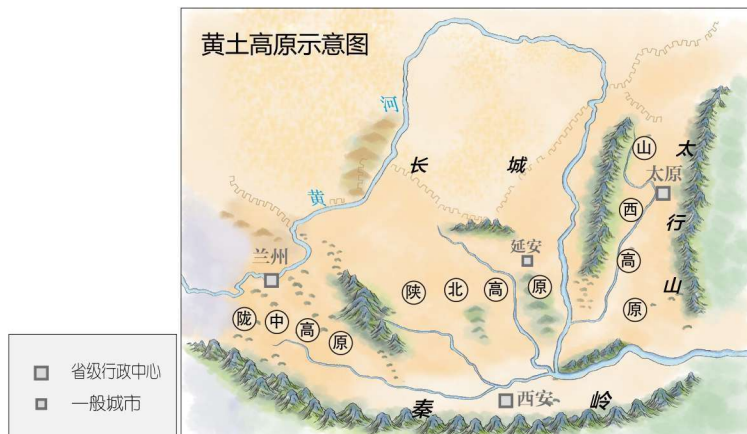 黄土高原示意图
黄河
长城
太行山
太原
山西高原
兰州
延安
陕北高原
陇中高原
西安
秦岭
省级行政中心
一般城市